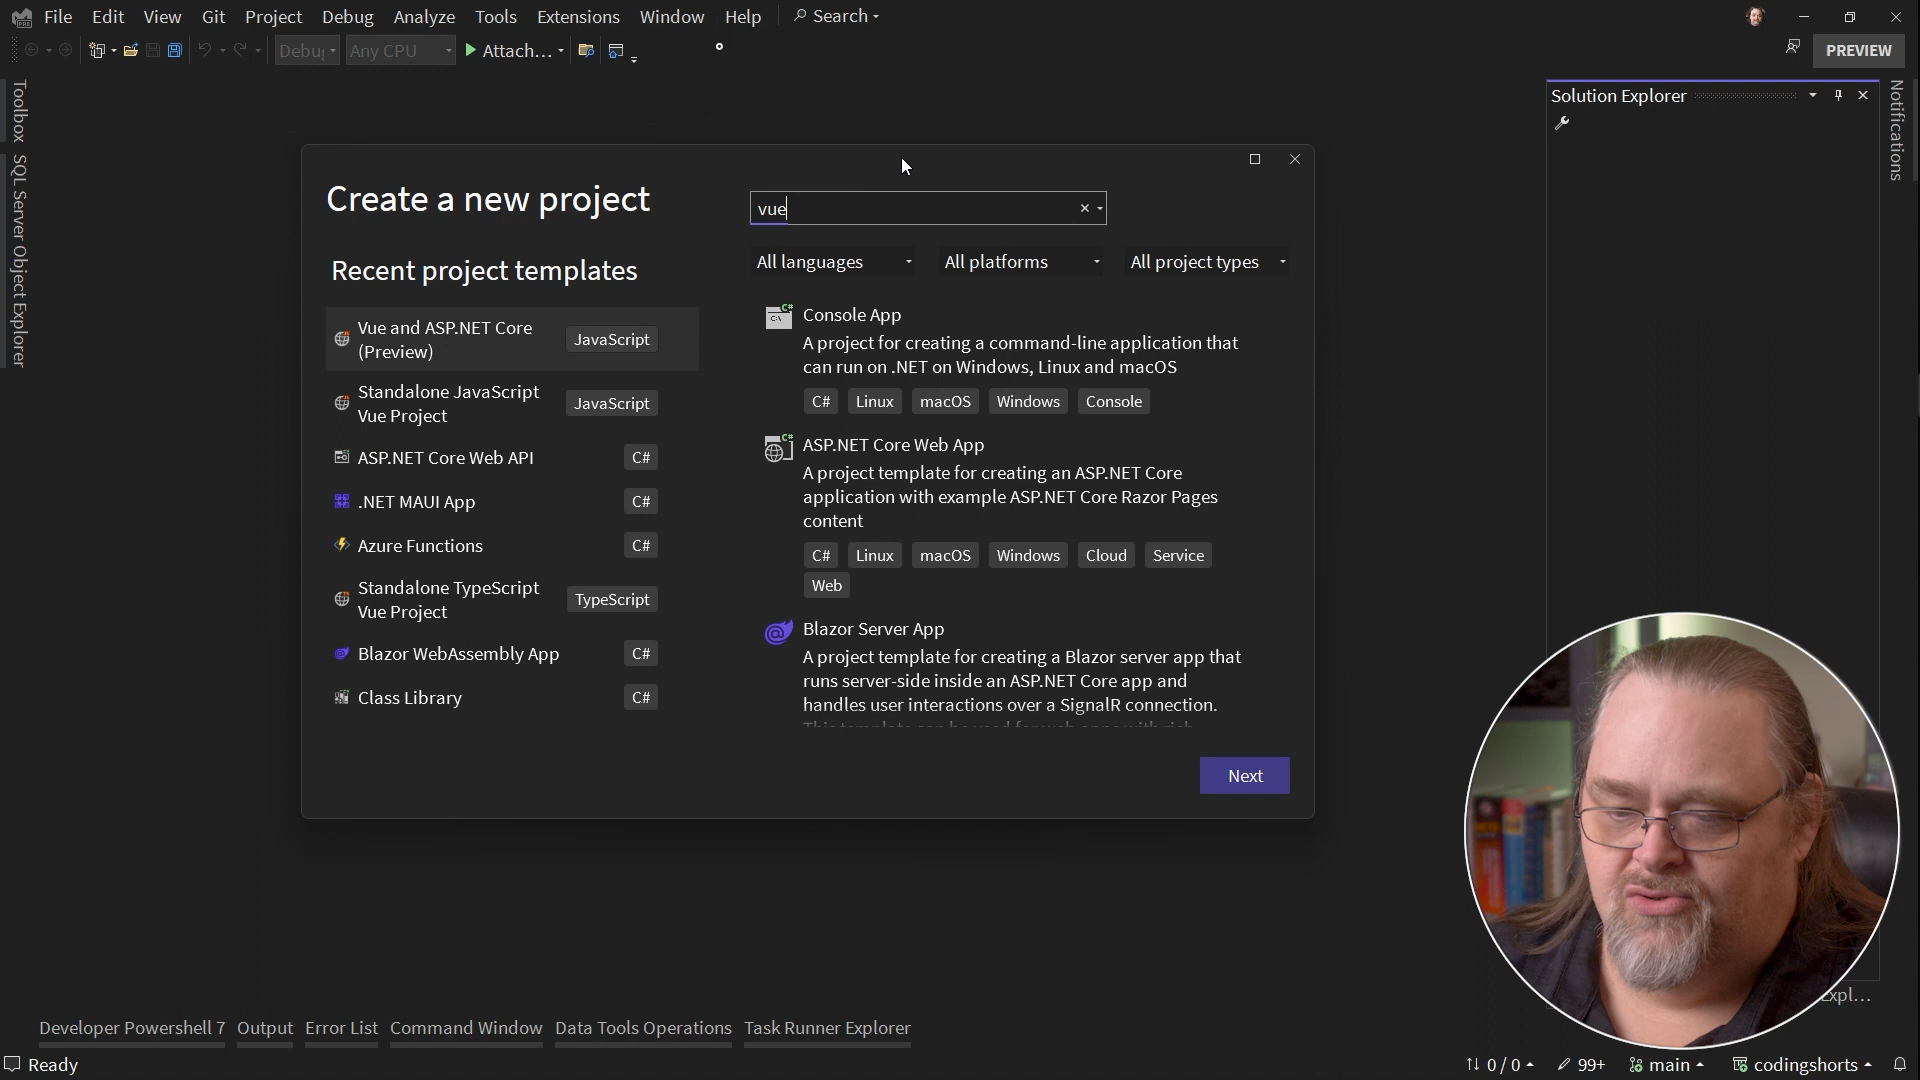 File Edit View Git Project Debug Analyze Tools Extensions Window Help Search
Any CPU Attach... PREVIEW
Toolbox
SQL Server Object Explorer
Solution Explorer
Notifications
Create a new project
vue
Recent project templates
All languages All platforms All project types
Vue and ASP.NET Core
(Preview)
JavaScript
Standalone JavaScript
Vue Project
JavaScript
ASP.NET Core Web API C#
.NET MAUI App C#
Azure Functions C#
Standalone TypeScript
Vue Project
TypeScript
Blazor WebAssembly App C#
Class Library C#
Console App
A project for creating a command-line application that
can run on .NET on Windows, Linux and macOS
C# Linux macOS Windows Console
ASP.NET Core Web App
A project template for creating an ASP.NET Core
application with example ASP.NET Core Razor Pages
content
C# Linux macOS Windows Cloud Service
Web
Blazor Server App
A project template for creating a Blazor server app that
runs server-side inside an ASP.NET Core app and
handles user interactions over a SignalR connection.
Next
Developer Powershell 7 Output Error List Command Window Data Tools Operations Task Runner Explorer
Ready 0 / 0 99+ main codingshorts